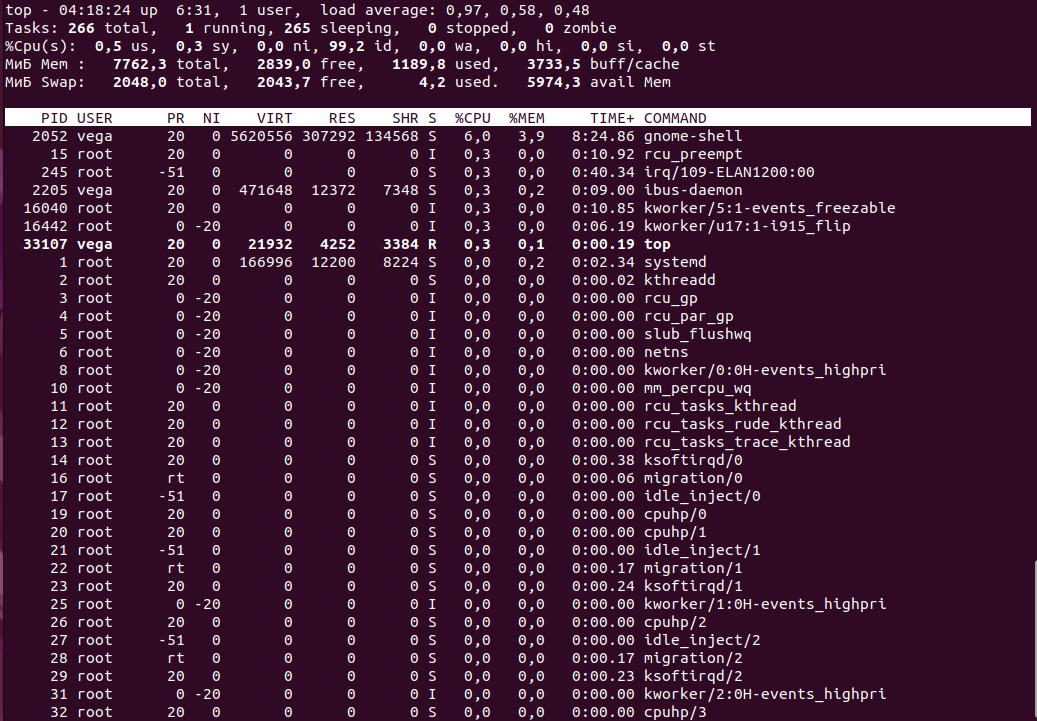 top - 04:18:24 up  6:31,  1 user,  load average: 0,97, 0,58, 0,48
Tasks: 266 total,   1 running, 265 sleeping,   0 stopped,   0 zombie
%Cpu(s):  0,5 us,  0,3 sy,  0,0 ni, 99,2 id,  0,0 wa,  0,0 hi,  0,0 si,  0,0 st
МиБ Mem :   7762,3 total,   2839,0 free,   1189,8 used,   3733,5 buff/cache
МиБ Swap:   2048,0 total,   2043,7 free,      4,2 used.   5974,3 avail Mem
PID USER      PR  NI    VIRT    RES    SHR S  %CPU  %MEM     TIME+ COMMAND
2052 vega      20   0 5620556 307292 134568 S   6,0   3,9   8:24.86 gnome-shell
15 root      20   0       0      0      0 I   0,3   0,0   0:10.92 rcu_preempt
245 root     -51   0       0      0      0 S   0,3   0,0   0:40.34 irq/109-ELAN1200:00
2205 vega      20   0  471648  12372   7348 S   0,3   0,2   0:09.00 ibus-daemon
16040 root      20   0       0      0      0 I   0,3   0,0   0:10.85 kworker/5:1-events_freezable
16442 root       0 -20       0      0      0 I   0,3   0,0   0:06.19 kworker/u17:1-i915_flip
33107 vega      20   0   21932   4252   3384 R   0,3   0,1   0:00.19 top
1 root      20   0  166996  12200   8224 S   0,0   0,2   0:02.34 systemd
2 root      20   0       0      0      0 S   0,0   0,0   0:00.02 kthreadd
3 root       0 -20       0      0      0 I   0,0   0,0   0:00.00 rcu_gp
4 root       0 -20       0      0      0 I   0,0   0,0   0:00.00 rcu_par_gp
5 root       0 -20       0      0      0 I   0,0   0,0   0:00.00 slub_flushwq
6 root       0 -20       0      0      0 I   0,0   0,0   0:00.00 netns
8 root       0 -20       0      0      0 I   0,0   0,0   0:00.00 kworker/0:0H-events_highpri
10 root       0 -20       0      0      0 I   0,0   0,0   0:00.00 mm_percpu_wq
11 root      20   0       0      0      0 I   0,0   0,0   0:00.00 rcu_tasks_kthread
12 root      20   0       0      0      0 I   0,0   0,0   0:00.00 rcu_tasks_rude_kthread
13 root      20   0       0      0      0 I   0,0   0,0   0:00.00 rcu_tasks_trace_kthread
14 root      20   0       0      0      0 S   0,0   0,0   0:00.38 ksoftirqd/0
16 root      rt   0       0      0      0 S   0,0   0,0   0:00.06 migration/0
17 root     -51   0       0      0      0 S   0,0   0,0   0:00.00 idle_inject/0
19 root      20   0       0      0      0 S   0,0   0,0   0:00.00 cpuhp/0
20 root      20   0       0      0      0 S   0,0   0,0   0:00.00 cpuhp/1
21 root     -51   0       0      0      0 S   0,0   0,0   0:00.00 idle_inject/1
22 root      rt   0       0      0      0 S   0,0   0,0   0:00.17 migration/1
23 root      20   0       0      0      0 S   0,0   0,0   0:00.24 ksoftirqd/1
25 root       0 -20       0      0      0 I   0,0   0,0   0:00.00 kworker/1:0H-events_highpri
26 root      20   0       0      0      0 S   0,0   0,0   0:00.00 cpuhp/2
27 root     -51   0       0      0      0 S   0,0   0,0   0:00.00 idle_inject/2
28 root      rt   0       0      0      0 S   0,0   0,0   0:00.17 migration/2
29 root      20   0       0      0      0 S   0,0   0,0   0:00.23 ksoftirqd/2
31 root       0 -20       0      0      0 I   0,0   0,0   0:00.00 kworker/2:0H-events_highpri
32 root      20   0       0      0      0 S   0,0   0,0   0:00.00 cpuhp/3